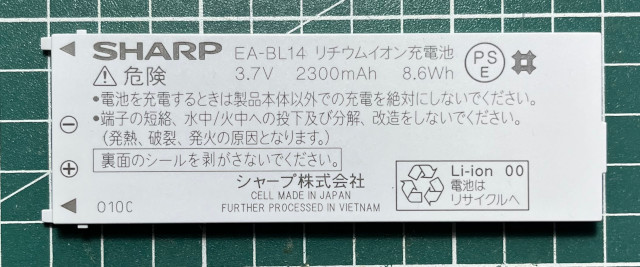 SHARP EA-BL14 リチウムイオン充電池
⚠危険 3.7V 2300mAh 8.6Wh
PS
E
•電池を充電するときは製品本体以外での充電を絶対にしないでください。
•端子の短絡、水中/火中への投下及び分解、改造をしないでください。
(発熱、破裂、発火の原因となります。)
裏面のシールを剥がさないでください。
シャープ株式会社
CELL MADE IN JAPAN
FURTHER PROCESSED IN VIETNAM
Li-ion 00
電池は
リサイクルへ
⊖
⊕
010C